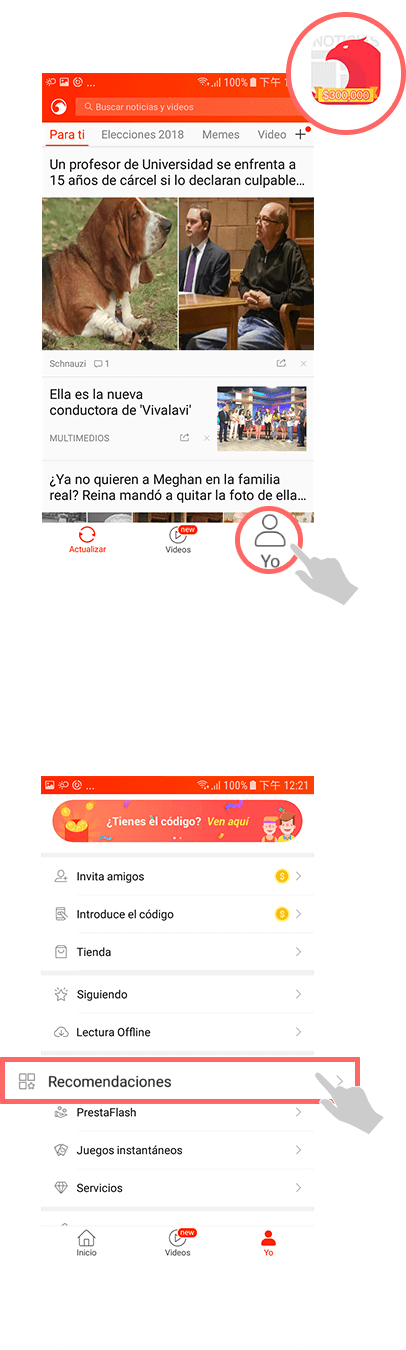 NOTICIAS
$300,000
... 100% 下午 1
Buscar noticias y videos
Para ti Elecciones 2018 Memes Video +
Un profesor de Universidad se enfrenta a
15 años de cárcel si lo declaran culpable...
Schnauzi 1
Ella es la nueva
conductora de 'Vivalavi'
MULTIMEDIOS
¿Ya no quieren a Meghan en la familia
real? Reina mandó a quitar la foto de ella...
new
Actualizar Videos Yo
... 100% 下午 12:21
¿Tienes el código? Ven aquí
Invita amigos
Introduce el código
Tienda
Siguiendo
Lectura Offline
Recomendaciones
PrestaFlash
Juegos instantáneos
Servicios
new
Inicio Videos Yo